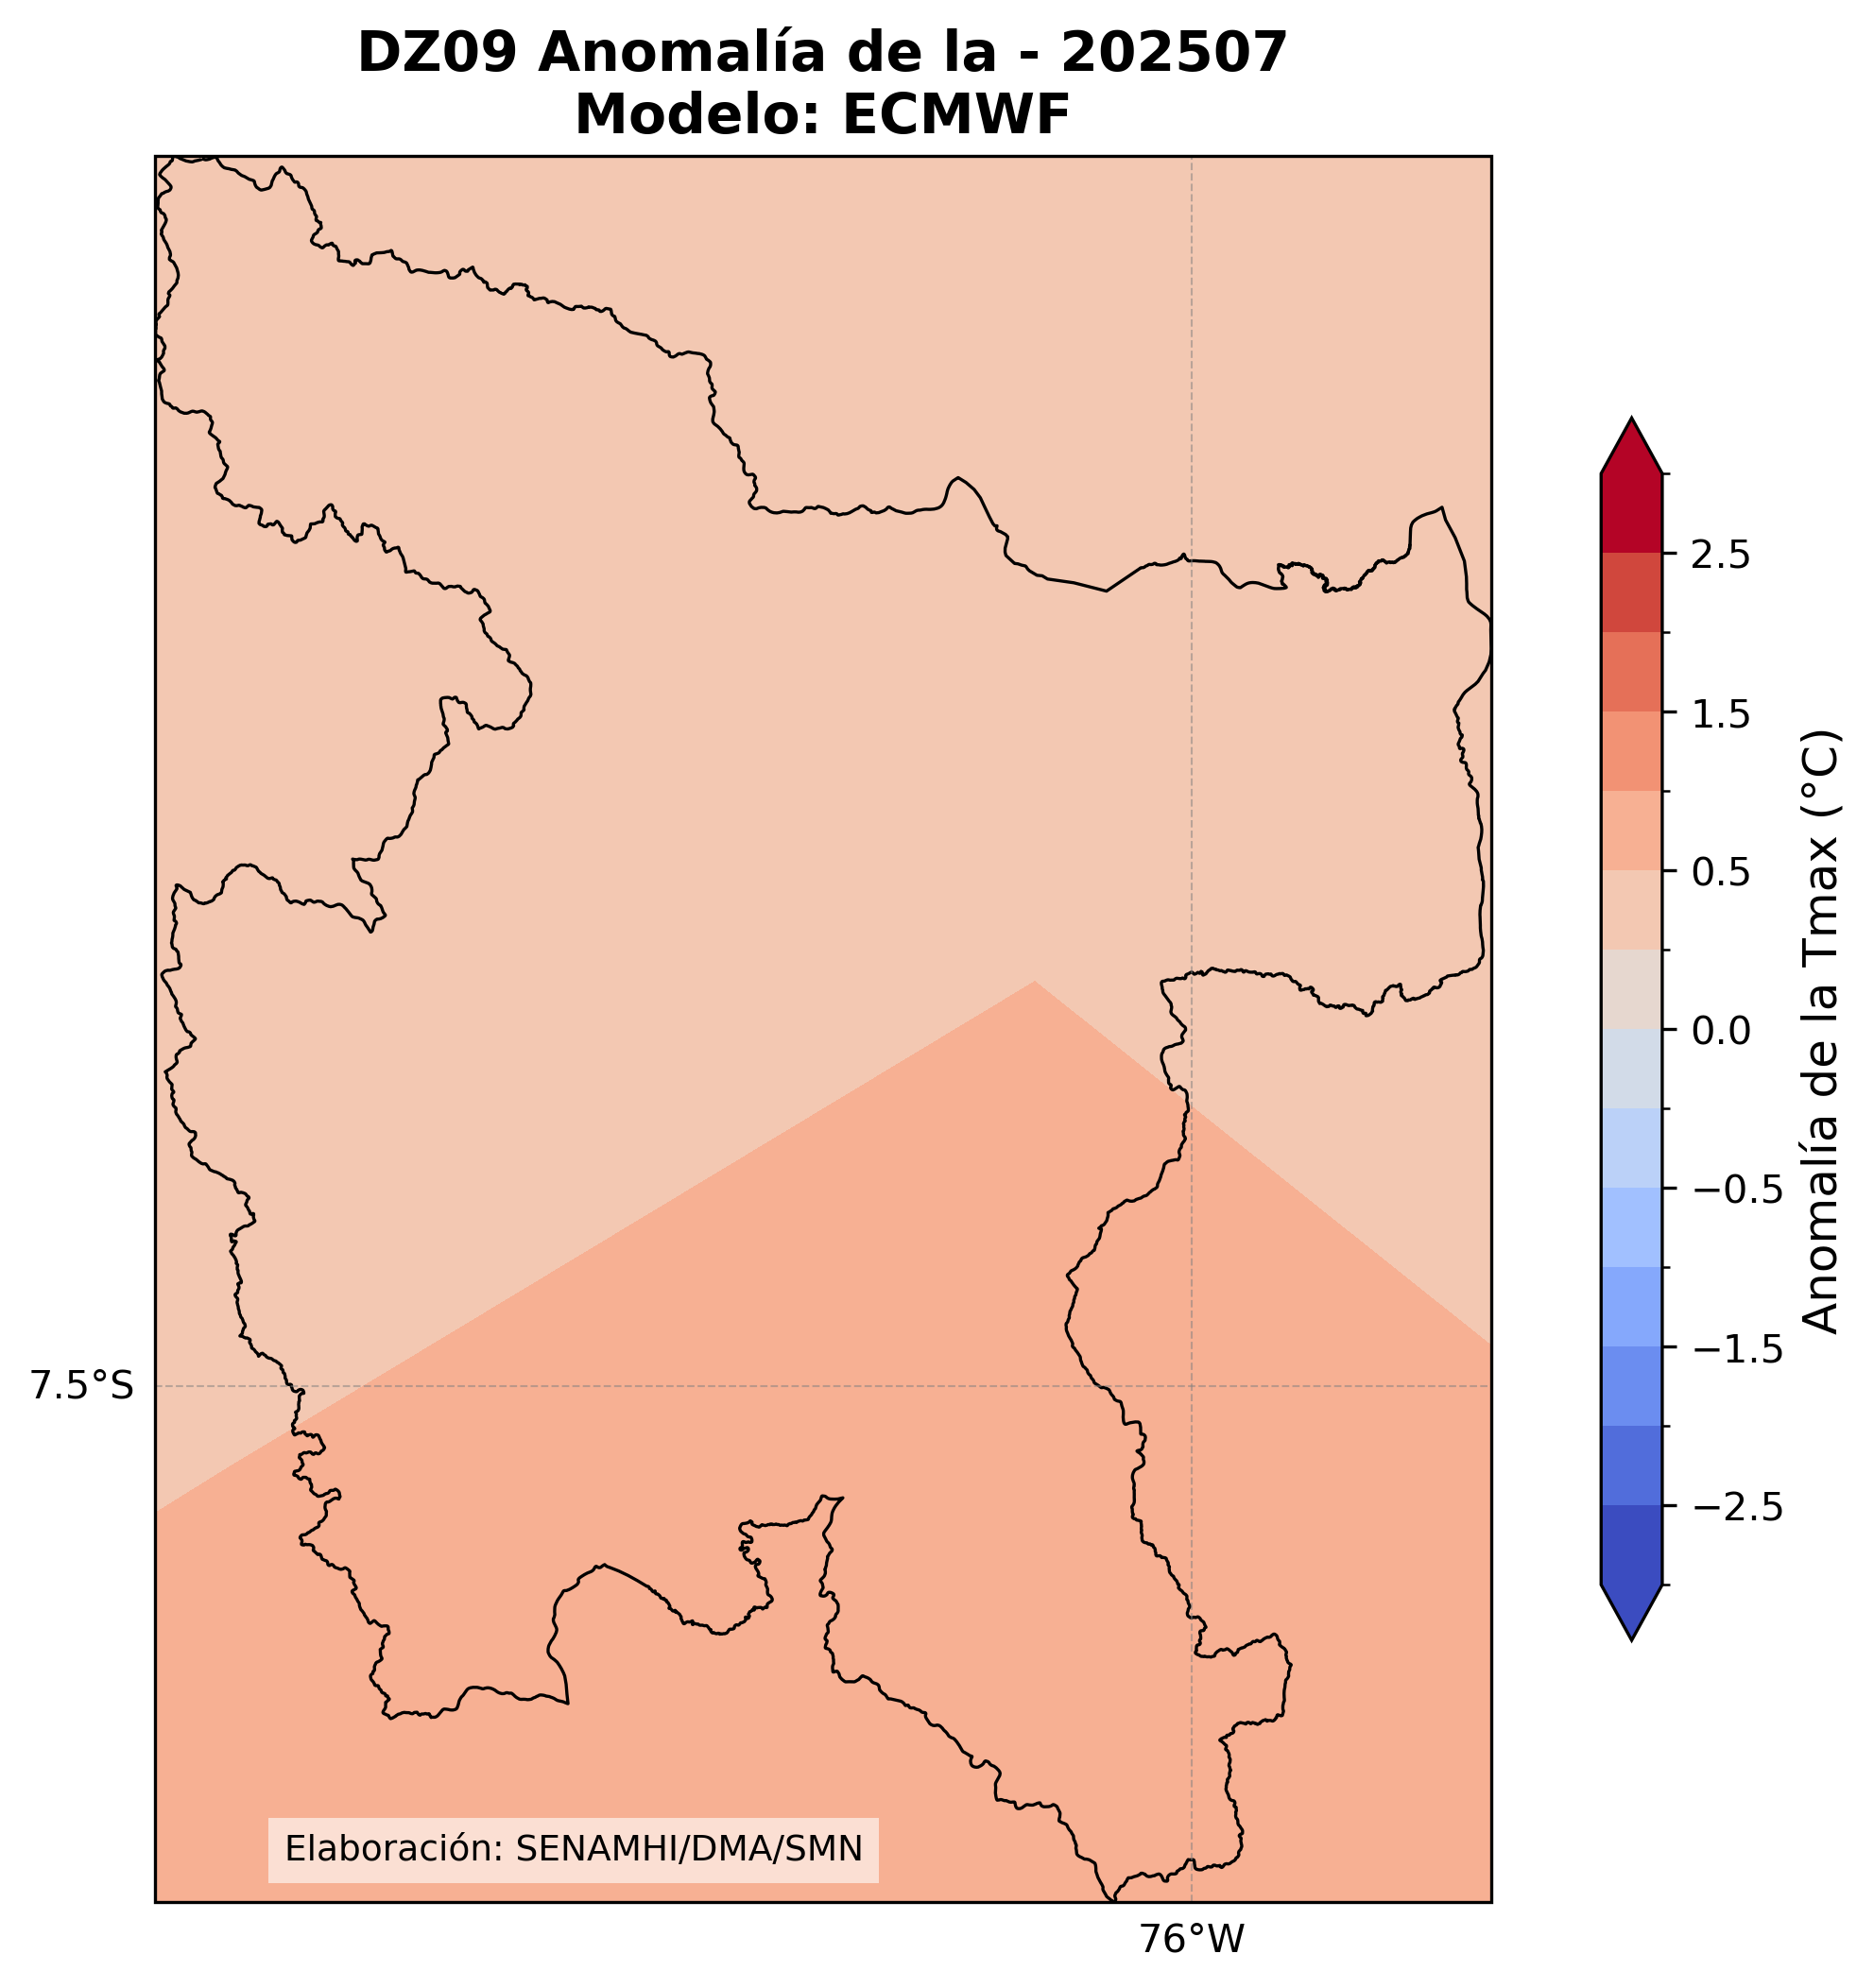 DZ09 Anomalía de la - 202507
Modelo: ECMWF
2.5
1.5
0.5
0.0
−0.5
−1.5
−2.5
Anomalía de la Tmax (°C)
7.5°S
Elaboración: SENAMHI/DMA/SMN
76°W